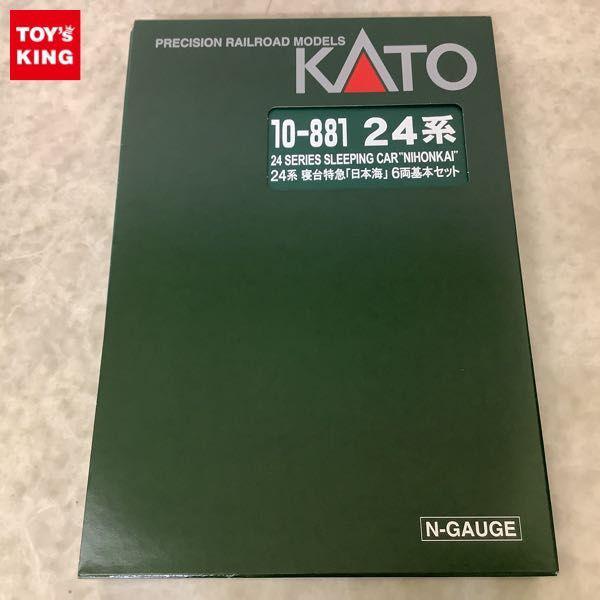 TOY'S
KING
PRECISION RAILROAD MODELS
KATO
10-881 24系
24 SERIES SLEEPING CAR"NIHONKAI"
24系 寝台特急「日本海」6両基本セット
N-GAUGE